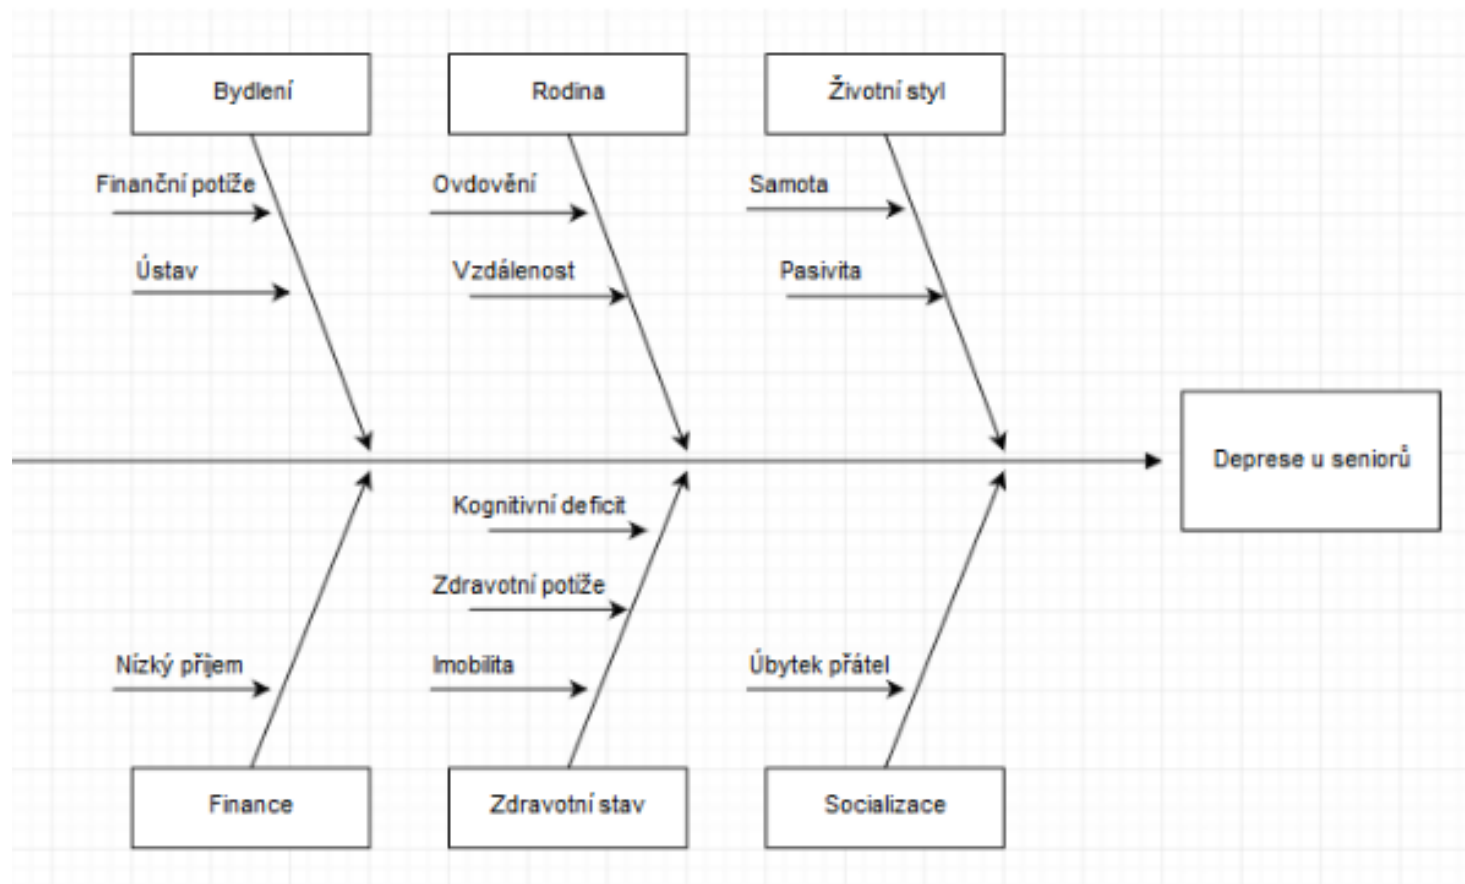 Bydlení
Rodina
Životní styl
Finanční potíže
Ovdovění
Samota
Ústav
Vzdálenost
Pasivita
Deprese u seniorů
Kognitivní deficit
Zdravotní potíže
Nízký příjem
Imobilita
Úbytek přátel
Finance
Zdravotní stav
Socializace